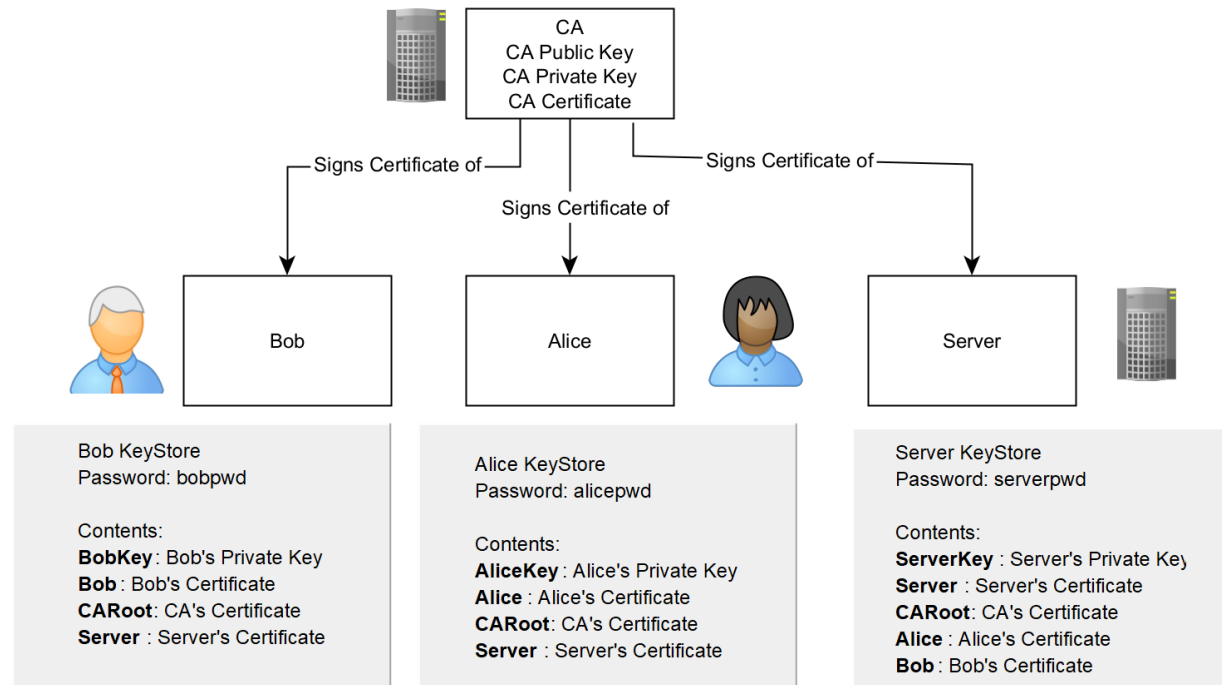 CA
CA Public Key
CA Private Key
CA Certificate
Signs Certificate of
Signs Certificate of
Signs Certificate of
Bob
Alice
Server
Bob KeyStore
Password: bobpwd
Contents:
BobKey : Bob's Private Key
Bob : Bob's Certificate
CARoot: CA's Certificate
Server : Server's Certificate
Alice KeyStore
Password: alicepwd
Contents:
AliceKey : Alice's Private Key
Alice : Alice's Certificate
CARoot: CA's Certificate
Server : Server's Certificate
Server KeyStore
Password: serverpwd
Contents:
ServerKey : Server's Private Key
Server : Server's Certificate
CARoot: CA's Certificate
Alice : Alice's Certificate
Bob : Bob's Certificate